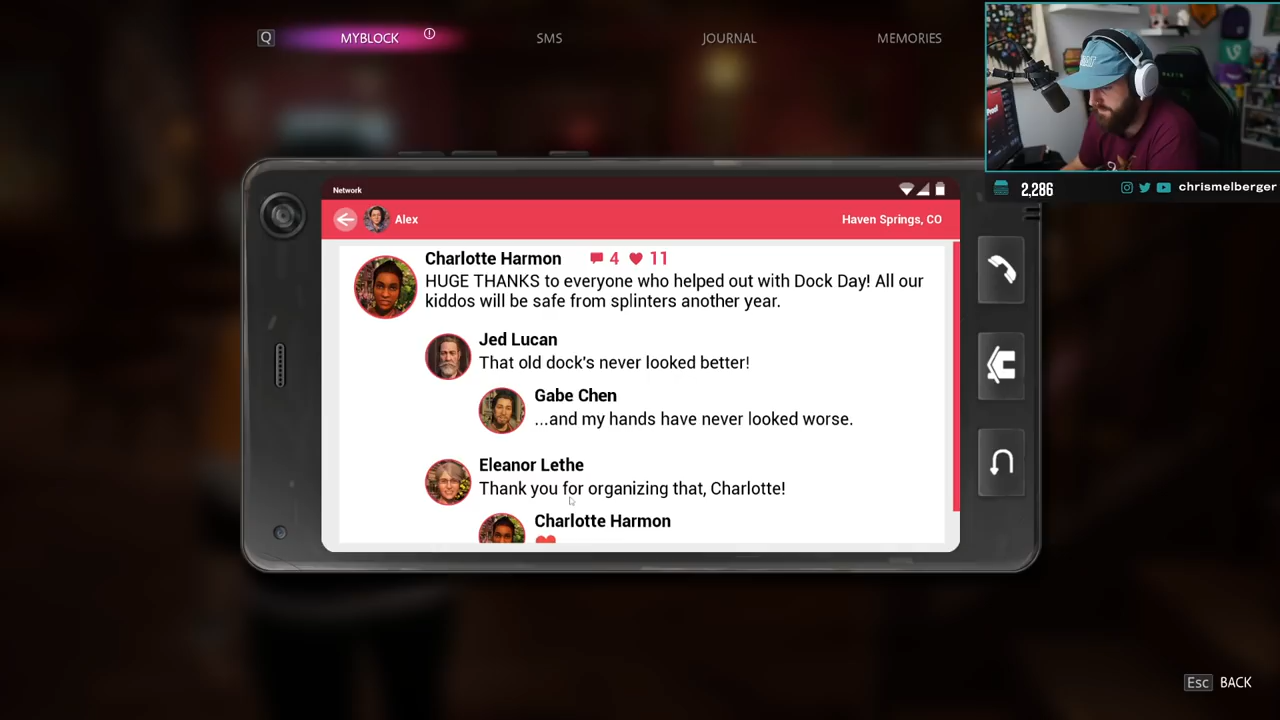 Q MYBLOCK SMS JOURNAL MEMORIES
2,286 chrismelberger
Network
Alex Haven Springs, CO
Charlotte Harmon 4 11
HUGE THANKS to everyone who helped out with Dock Day! All our
kiddos will be safe from splinters another year.
Jed Lucan
That old dock's never looked better!
Gabe Chen
...and my hands have never looked worse.
Eleanor Lethe
Thank you for organizing that, Charlotte!
Charlotte Harmon
Esc BACK